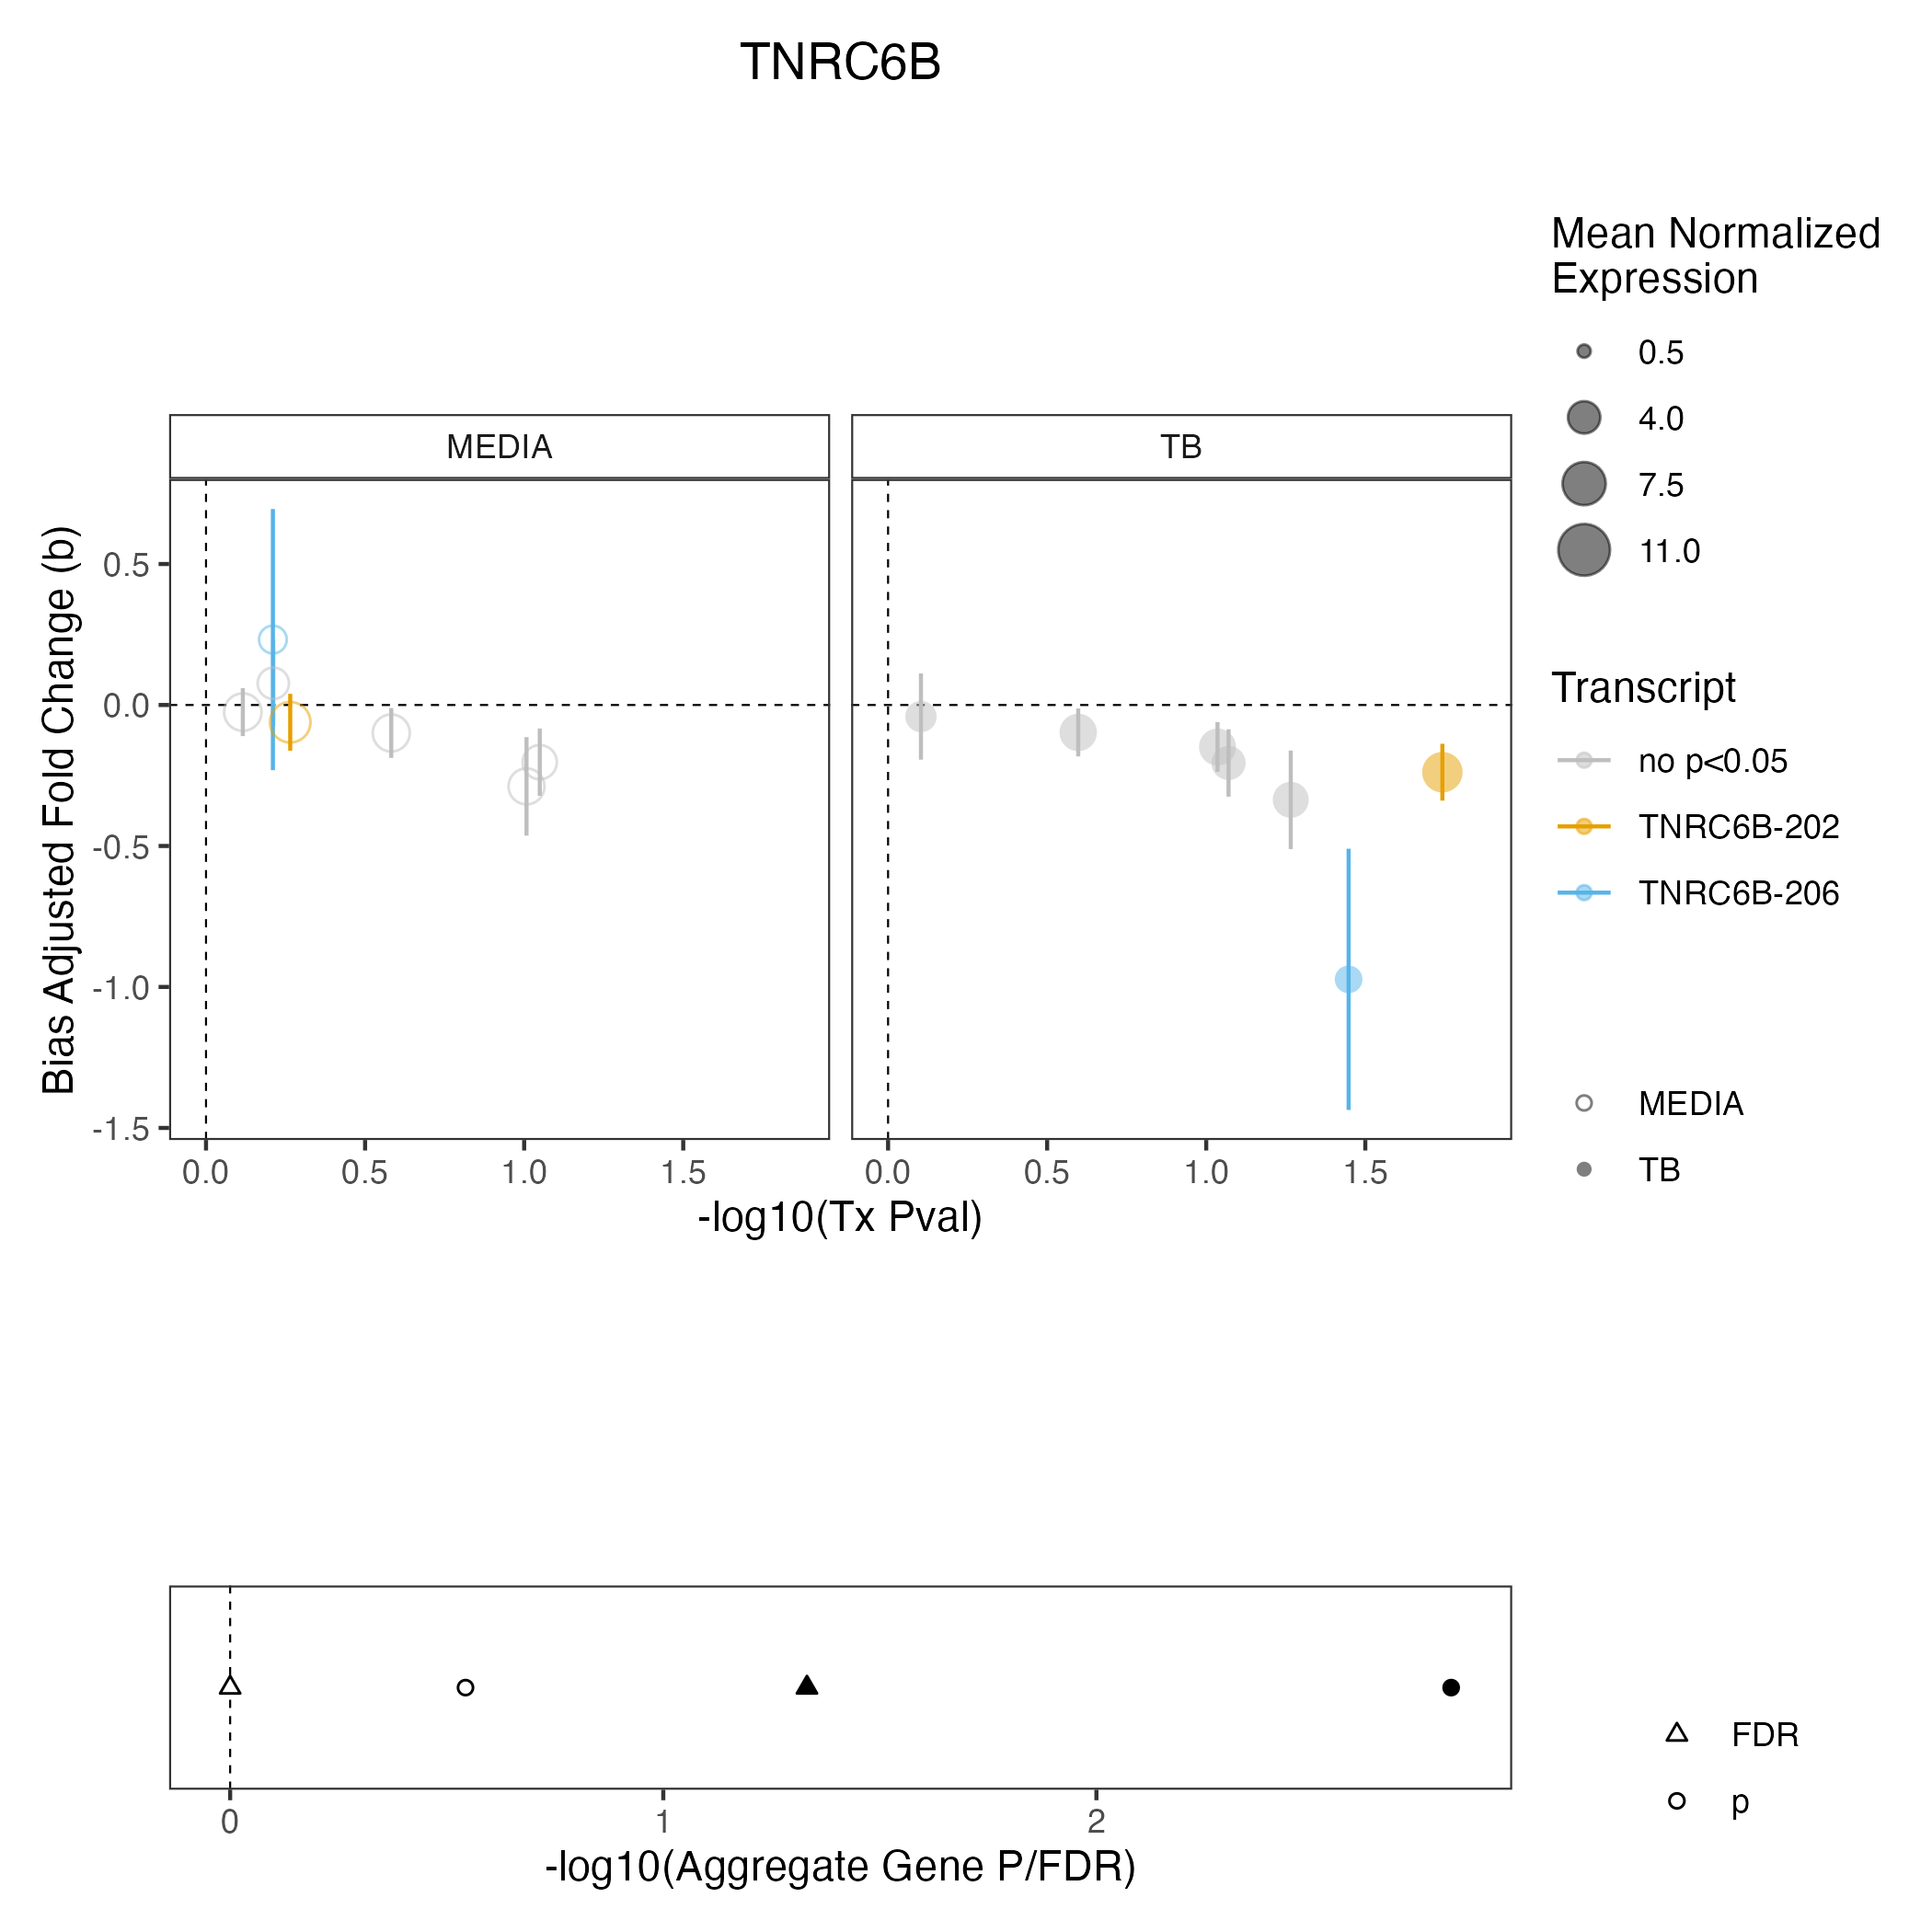 TNRC6B
MEDIA
TB
Bias Adjusted Fold Change (b)
0.5
0.0
-0.5
-1.0
-1.5
0.0 0.5 1.0 1.5
0.0 0.5 1.0 1.5
-log10(Tx Pval)
Mean Normalized
Expression
0.5
4.0
7.5
11.0
Transcript
no p<0.05
TNRC6B-202
TNRC6B-206
MEDIA
TB
0 1 2
-log10(Aggregate Gene P/FDR)
FDR
p